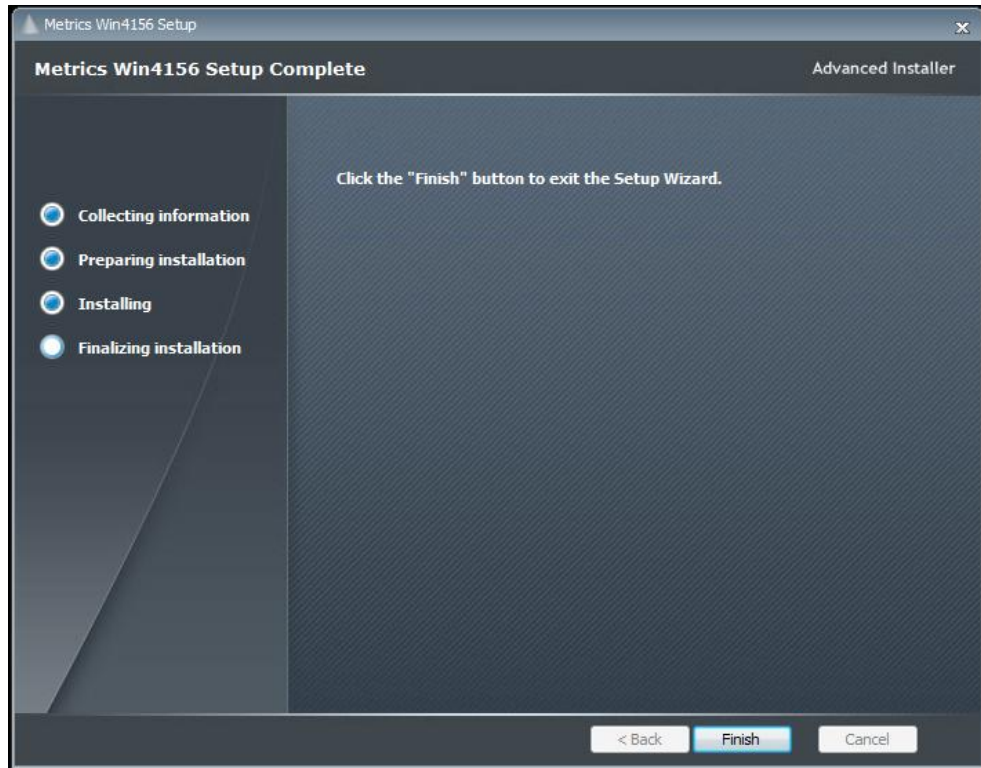 Metrics Win4156 Setup
x
Metrics Win4156 Setup Complete
Advanced Installer
Click the "Finish" button to exit the Setup Wizard.
Collecting information
Preparing installation
Installing
Finalizing installation
< Back
Finish
Cancel